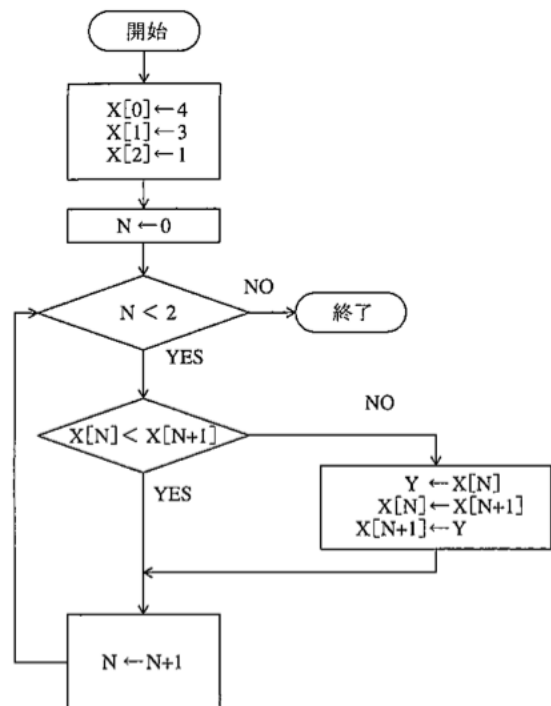 開始
X[0]←4
X[1]←3
X[2]←1
N←0
N < 2
NO
終了
YES
X[N] < X[N+1]
NO
YES
Y ←X[N]
X[N]←X[N+1]
X[N+1]←Y
N←N+1